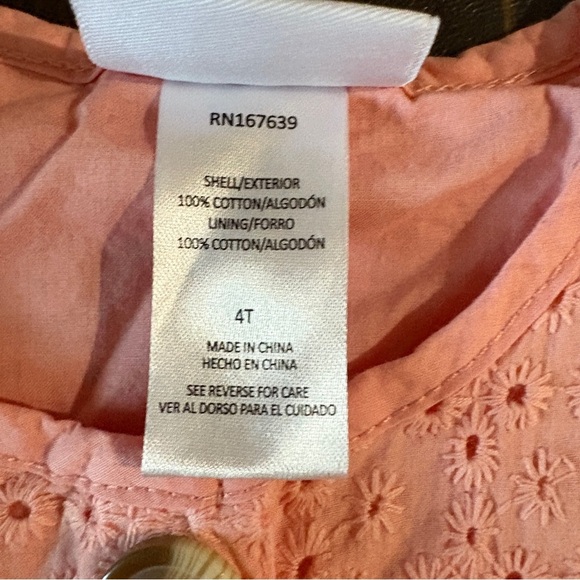 RN167639
SHELL/EXTERIOR
100% COTTON/ALGODÓN
LINING/FORRO
100% COTTON/ALGODÓN
4T
MADE IN CHINA
HECHO EN CHINA
SEE REVERSE FOR CARE
VER AL DORSO PARA EL CUIDADO